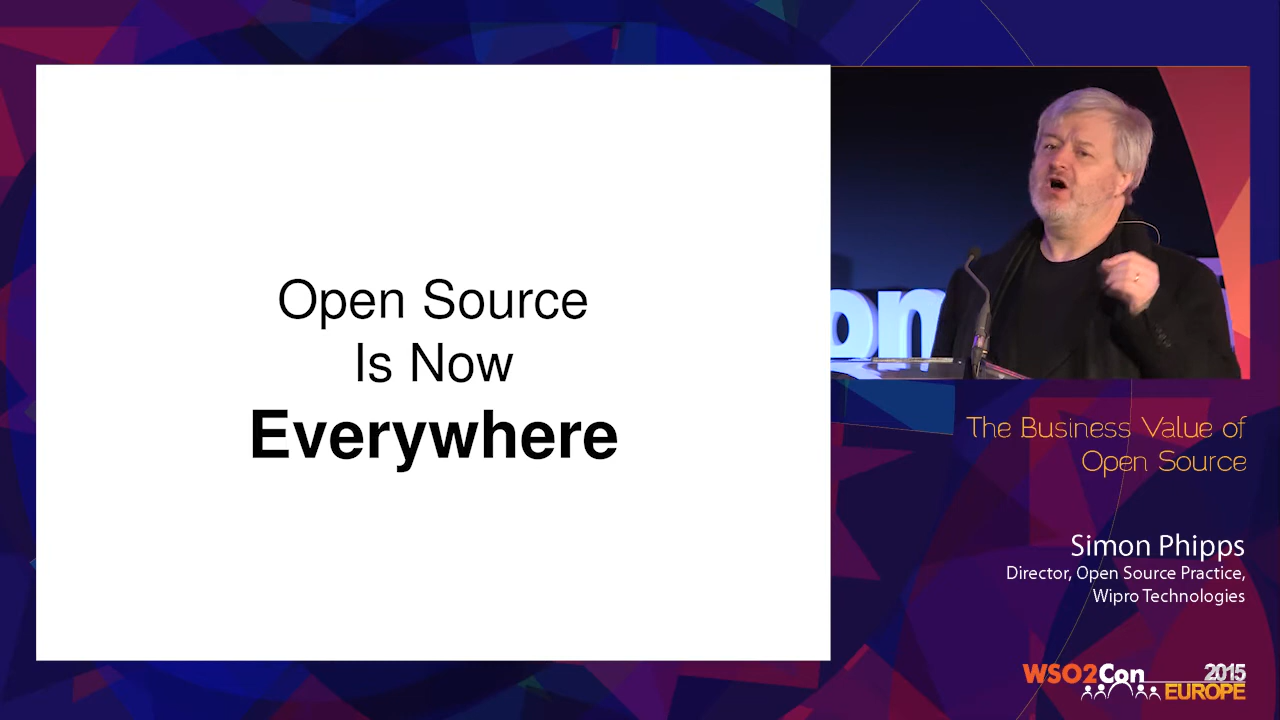 Open Source
Is Now
Everywhere
on
The Business Value of
Open Source
Simon Phipps
Director, Open Source Practice,
Wipro Technologies
WSO2Con 2015
EUROPE